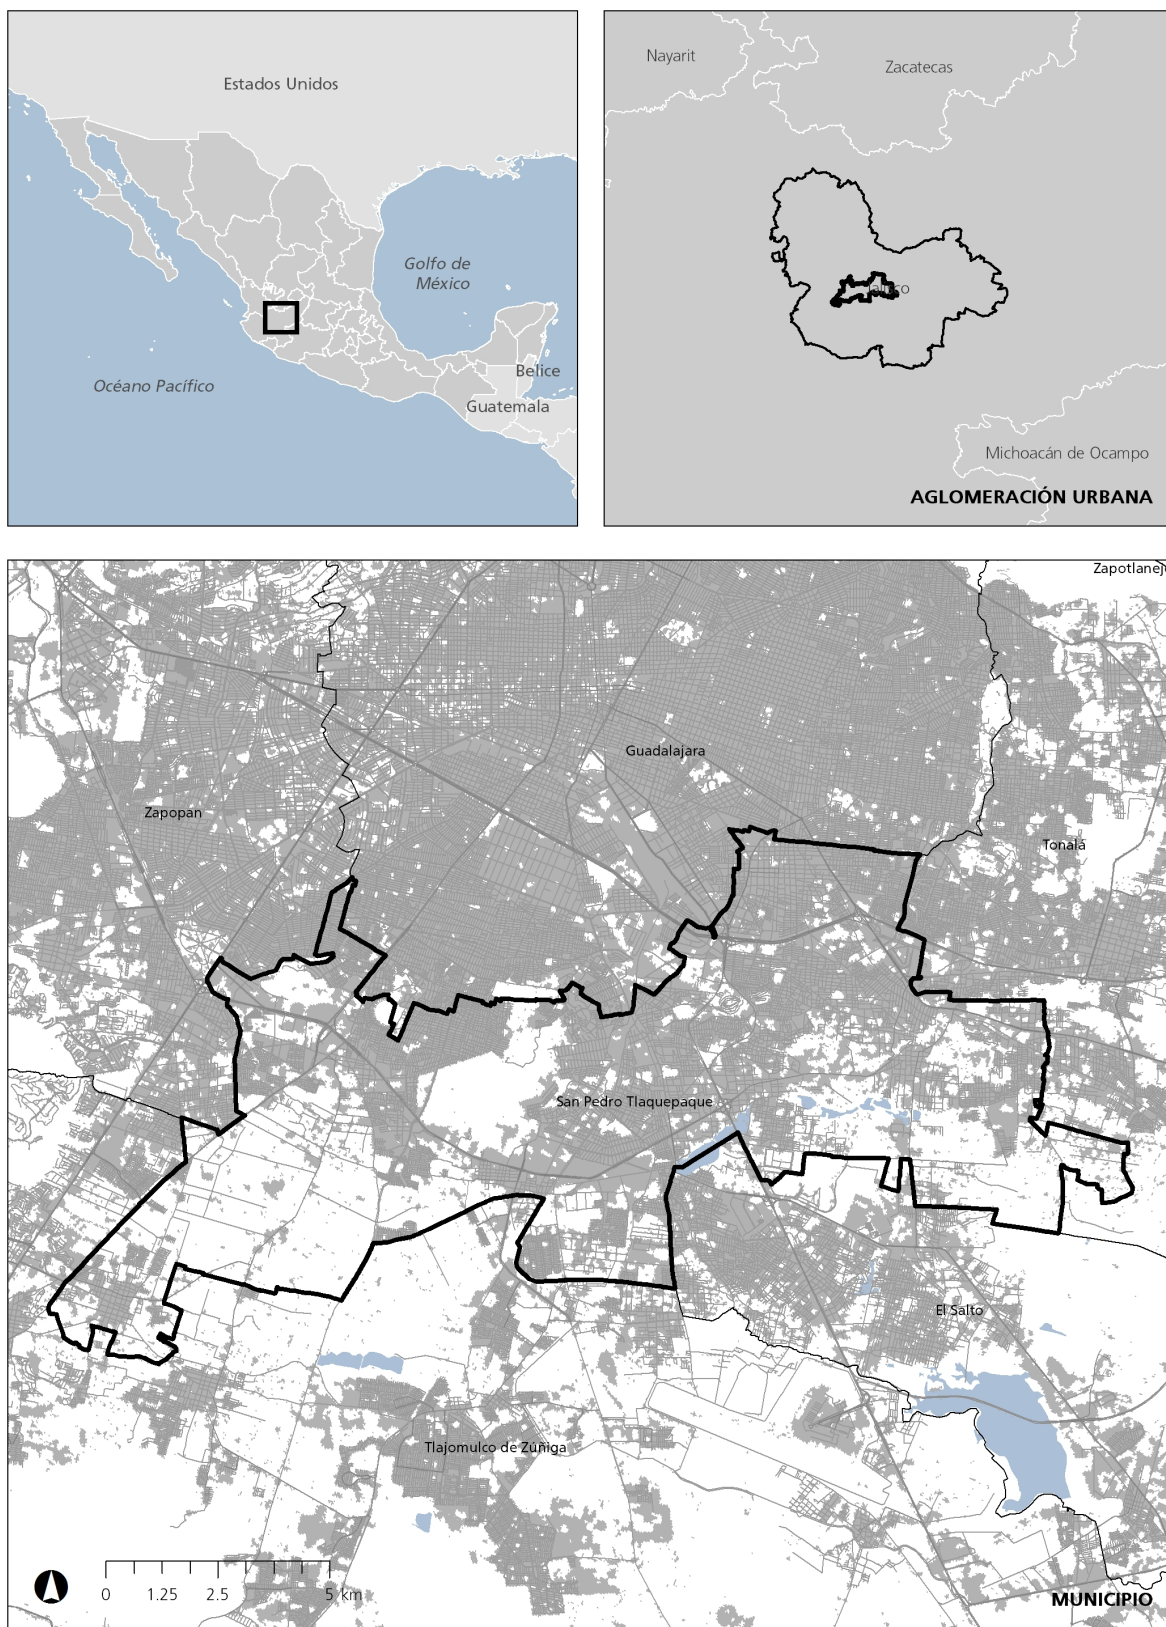 Estados Unidos
Golfo de
México
Océano Pacífico
Belice
Guatemala
Nayarit
Zacatecas
Jalisco
Michoacán de Ocampo
AGLOMERACIÓN URBANA
Zapotlanej
Guadalajara
Zapopan
Tonalá
San Pedro Tlaquepaque
El Salto
Tlajomulco de Zúñiga
0 1.25 2.5 5 km
MUNICIPIO